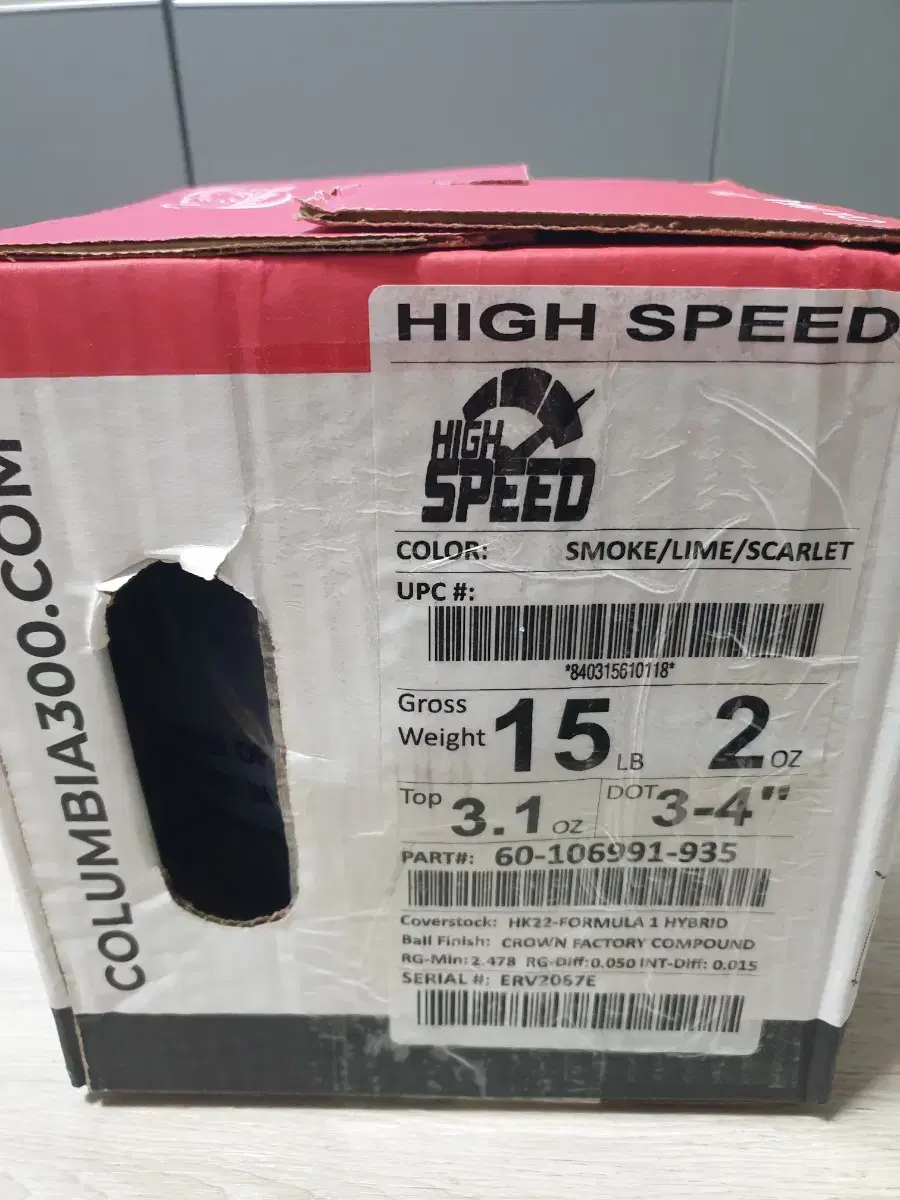 HIGH SPEED
HIGH
SPEED
COLOR: SMOKE/LIME/SCARLET
UPC #:
*840315610118*
Gross Weight 15 LB 2 OZ
Top 3.1 OZ DOT 3-4"
PART#: 60-106991-935
Coverstock: HK22-FORMULA 1 HYBRID
Ball Finish: CROWN FACTORY COMPOUND
RG-Min: 2.478 RG-Diff: 0.050 INT-Diff: 0.015
SERIAL #: ERV2067E
COLUMBIA300.COM